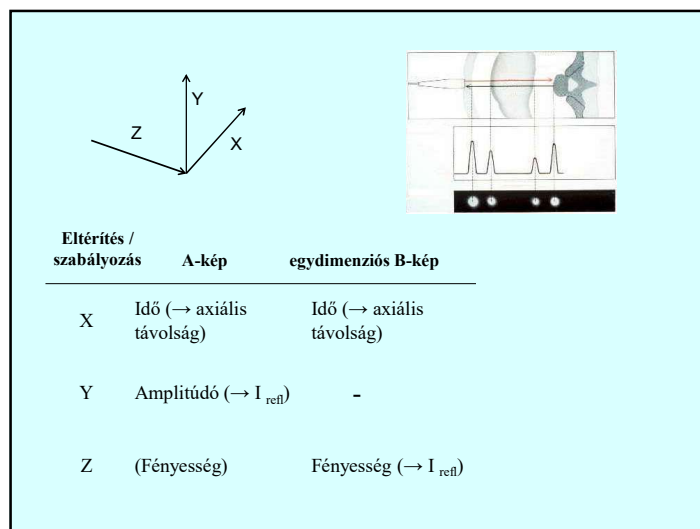 Y
Z
X
Eltérítés /
szabályozás A-kép egydimenziós B-kép
X Idő (→ axiális távolság) Idő (→ axiális távolság)
Y Amplitúdó (→ I refl) -
Z (Fényesség) Fényesség (→ I refl)